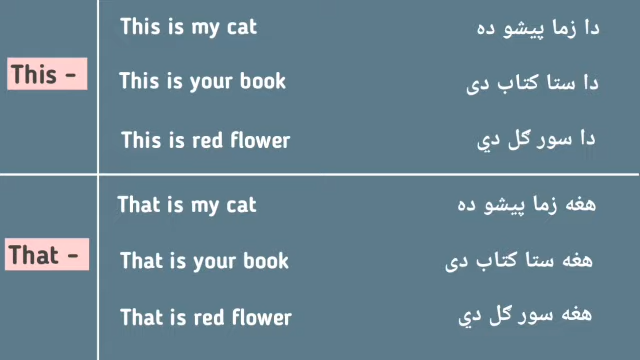 This is my cat دا زما پیشو ده
This - This is your book دا ستا کتاب دی
This is red flower دا سور ګل دي
That is my cat هغه زما پیشو ده
That - That is your book هغه ستا کتاب دی
That is red flower هغه سور ګل دي